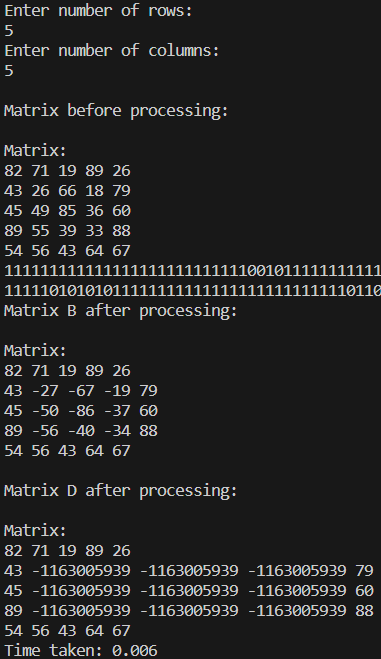 Enter number of rows:
5
Enter number of columns:
5
Matrix before processing:
Matrix:
82 71 19 89 26
43 26 66 18 79
45 49 85 36 60
89 55 39 33 88
54 56 43 64 67
111111111111111111111111111001011111111111
111110101010111111111111111111111111110110
Matrix B after processing:
Matrix:
82 71 19 89 26
43 -27 -67 -19 79
45 -50 -86 -37 60
89 -56 -40 -34 88
54 56 43 64 67
Matrix D after processing:
Matrix:
82 71 19 89 26
43 -1163005939 -1163005939 -1163005939 79
45 -1163005939 -1163005939 -1163005939 60
89 -1163005939 -1163005939 -1163005939 88
54 56 43 64 67
Time taken: 0.006